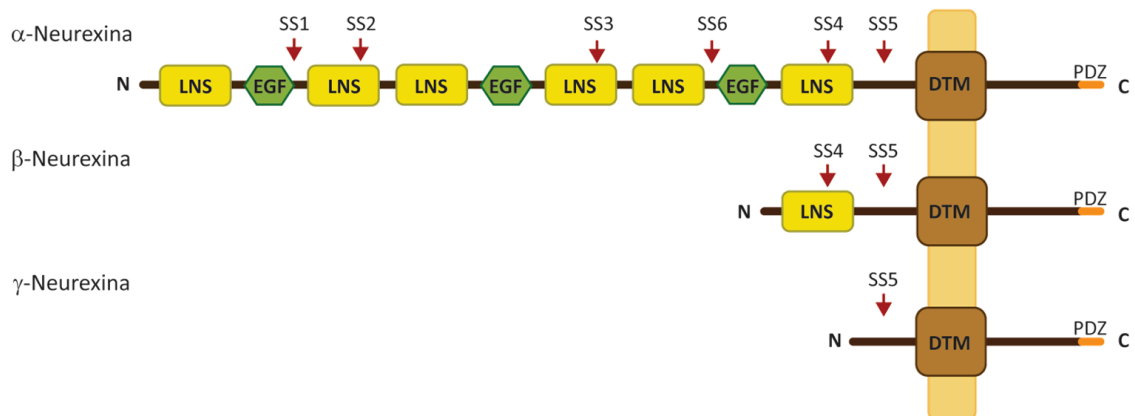 α-Neurexina
SS1 SS2 SS3 SS6 SS4 SS5
N LNS EGF LNS LNS EGF LNS LNS EGF LNS DTM PDZ C
β-Neurexina
SS4 SS5
N LNS DTM PDZ C
γ-Neurexina
SS5
N DTM PDZ C